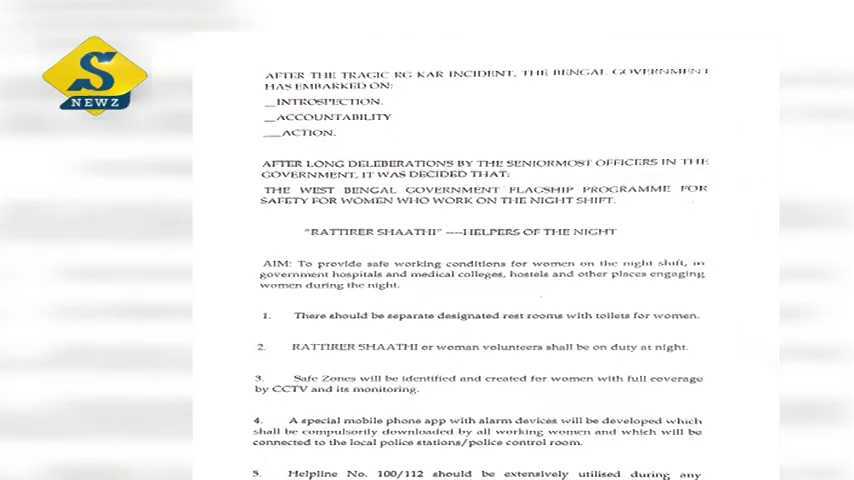 S
NEWZ
AFTER THE TRAGIC RG KAR INCIDENT, THE BENGAL GOVERNMENT
HAS EMBARKED ON:
__INTROSPECTION.
__ACCOUNTABILITY
___ACTION.
AFTER LONG DELEBERATIONS BY THE SENIORMOST OFFICERS IN THE
GOVERNMENT, IT WAS DECIDED THAT:
THE WEST BENGAL GOVERNMENT FLAGSHIP PROGRAMME FOR
SAFETY FOR WOMEN WHO WORK ON THE NIGHT SHIFT.
"RATTIRER SHAATHI" ----HELPERS OF THE NIGHT
AIM: To provide safe working conditions for women on the night shift, in
government hospitals and medical colleges, hostels and other places engaging
women during the night.
1. There should be separate designated rest rooms with toilets for women.
2. RATTIRER SHAATHI or woman volunteers shall be on duty at night.
3. Safe Zones will be identified and created for women with full coverage
by CCTV and its monitoring.
4. A special mobile phone app with alarm devices will be developed which
shall be compulsorily downloaded by all working women and which will be
connected to the local police stations/police control room.
5. Helpline No. 100/112 should be extensively utilised during any